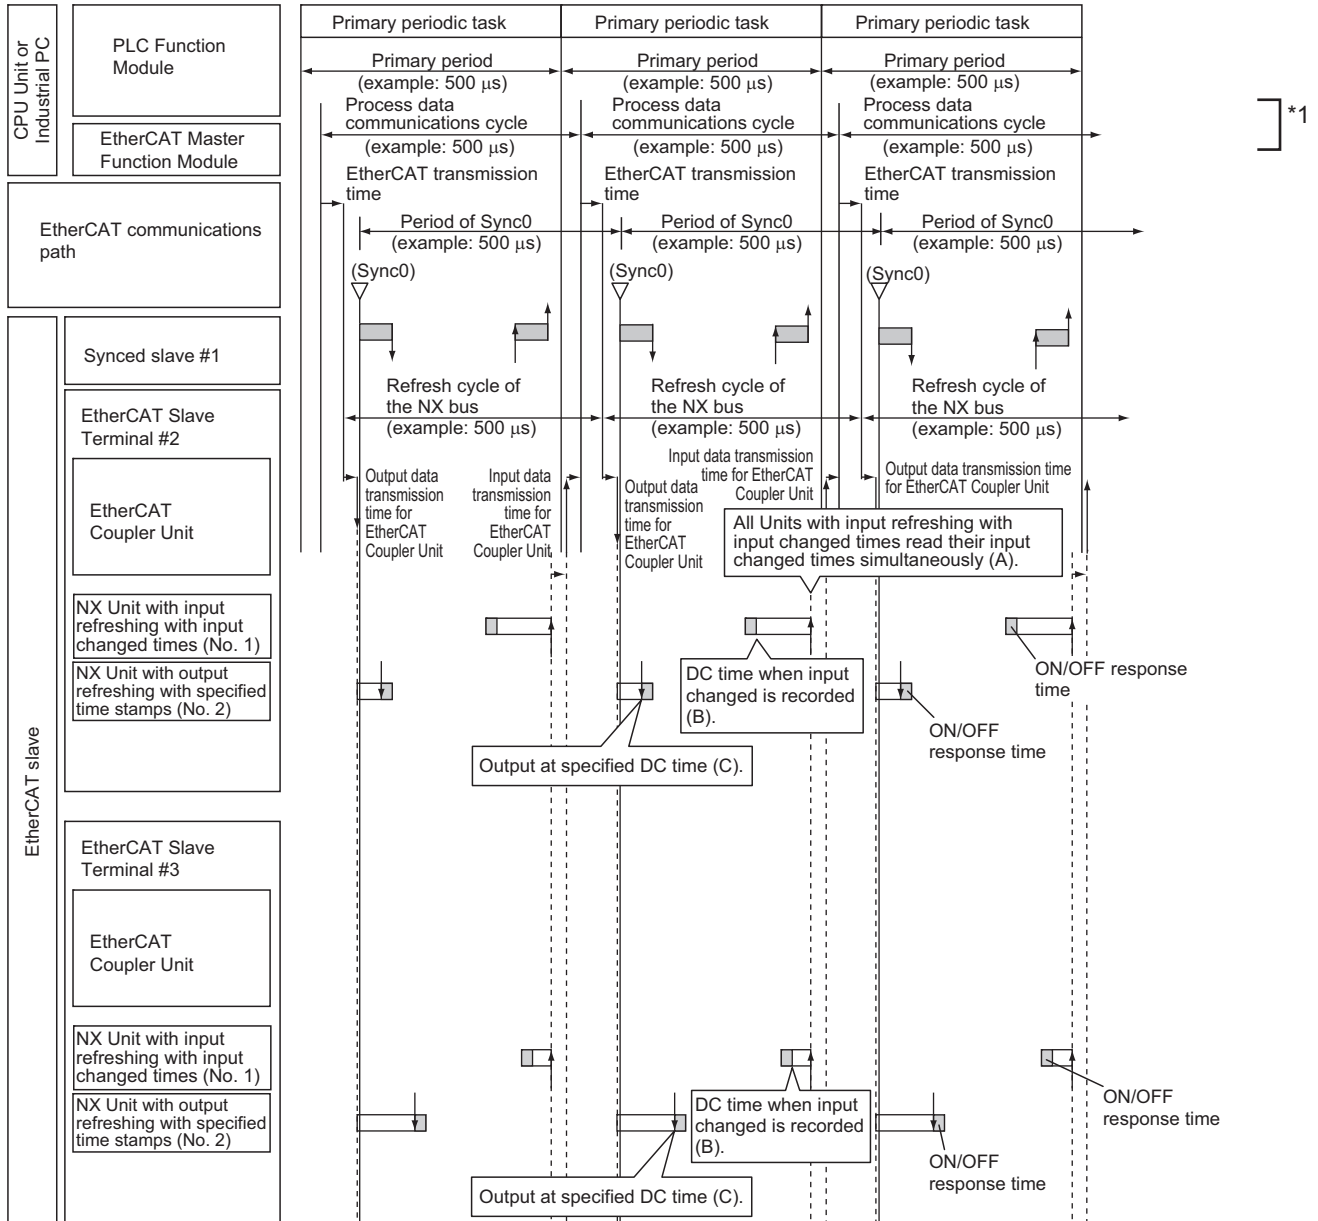 CPU Unit or
Industrial PC
PLC Function
Module
EtherCAT Master
Function Module
EtherCAT communications
path
EtherCAT slave
Synced slave #1
EtherCAT Slave
Terminal #2
EtherCAT
Coupler Unit
NX Unit with input
refreshing with input
changed times (No. 1)
NX Unit with output
refreshing with specified
time stamps (No. 2)
EtherCAT Slave
Terminal #3
EtherCAT
Coupler Unit
NX Unit with input
refreshing with input
changed times (No. 1)
NX Unit with output
refreshing with specified
time stamps (No. 2)
Primary periodic task
Primary periodic task
Primary periodic task
Primary period
(example: 500 μs)
Primary period
(example: 500 μs)
Primary period
(example: 500 μs)
Process data
communications cycle
(example: 500 μs)
Process data
communications cycle
(example: 500 μs)
Process data
communications cycle
(example: 500 μs)
*1
EtherCAT transmission
time
EtherCAT transmission
time
EtherCAT transmission
time
Period of Sync0
(example: 500 μs)
Period of Sync0
(example: 500 μs)
Period of Sync0
(example: 500 μs)
(Sync0)
(Sync0)
(Sync0)
Refresh cycle of
the NX bus
(example: 500 μs)
Refresh cycle of
the NX bus
(example: 500 μs)
Refresh cycle of
the NX bus
(example: 500 μs)
Output data
transmission
time for
EtherCAT
Coupler Unit
Input data
transmission
time for
EtherCAT
Coupler Unit
Output data
transmission
time for
EtherCAT
Coupler Unit
Input data transmission
time for EtherCAT
Coupler Unit
Output data transmission time
for EtherCAT Coupler Unit
All Units with input refreshing with
input changed times read their input
changed times simultaneously (A).
DC time when input
changed is recorded
(B).
ON/OFF response
time
ON/OFF
response time
Output at specified DC time (C).
DC time when input
changed is recorded
(B).
ON/OFF
response time
ON/OFF
response time
Output at specified DC time (C).